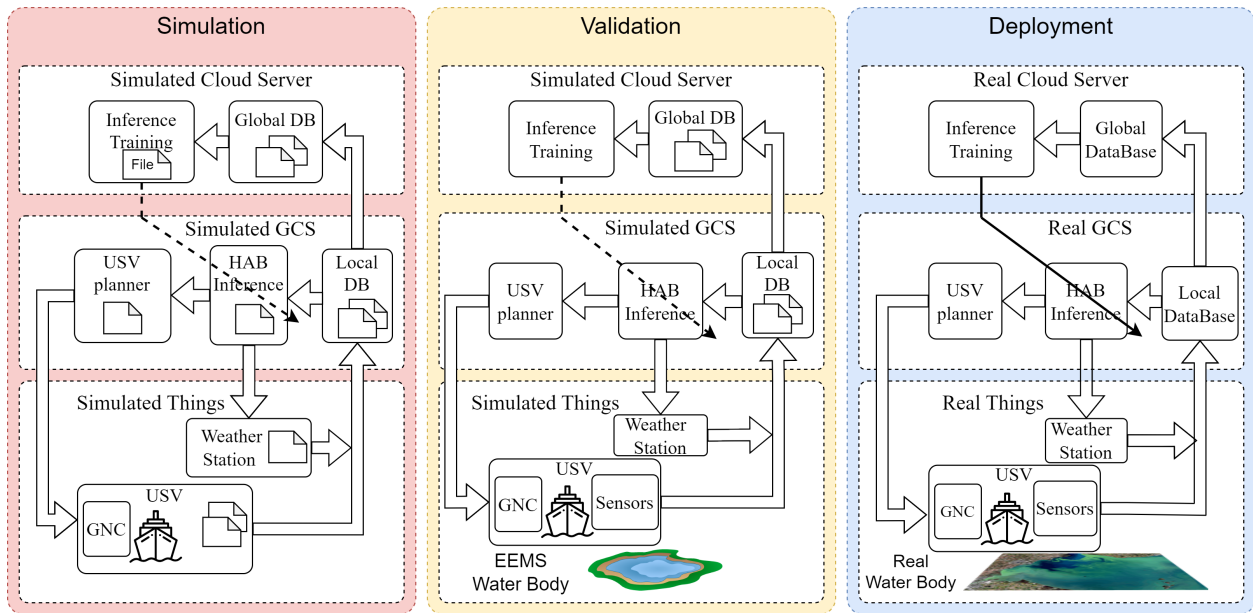 Simulation
Simulated Cloud Server
Inference
Training
File
Global DB
Simulated GCS
USV
planner
HAB
Inference
Local
DB
Simulated Things
Weather
Station
USV
GNC
Validation
Simulated Cloud Server
Inference
Training
Global DB
Simulated GCS
USV
planner
HAB
Inference
Local
DB
Simulated Things
Weather
Station
USV
GNC
Sensors
EEMS
Water Body
Deployment
Real Cloud Server
Inference
Training
Global
DataBase
Real GCS
USV
planner
HAB
Inference
Local
DataBase
Real Things
Weather
Station
USV
GNC
Sensors
Real
Water Body